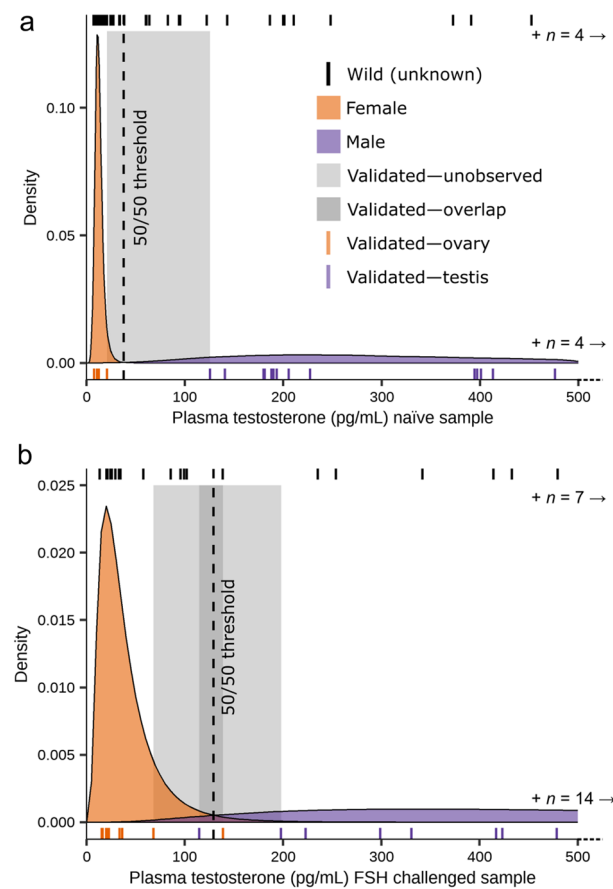 a
+ n = 4 →
Wild (unknown)
Female
Male
Validated—unobserved
Validated—overlap
Validated—ovary
Validated—testis
50/50 threshold
Density
0.10
0.05
0.00
+ n = 4 →
0 100 200 300 400 500
Plasma testosterone (pg/mL) naïve sample
b
+ n = 7 →
0.025
0.020
0.015
0.010
0.005
0.000
Density
50/50 threshold
+ n = 14 →
0 100 200 300 400 500
Plasma testosterone (pg/mL) FSH challenged sample